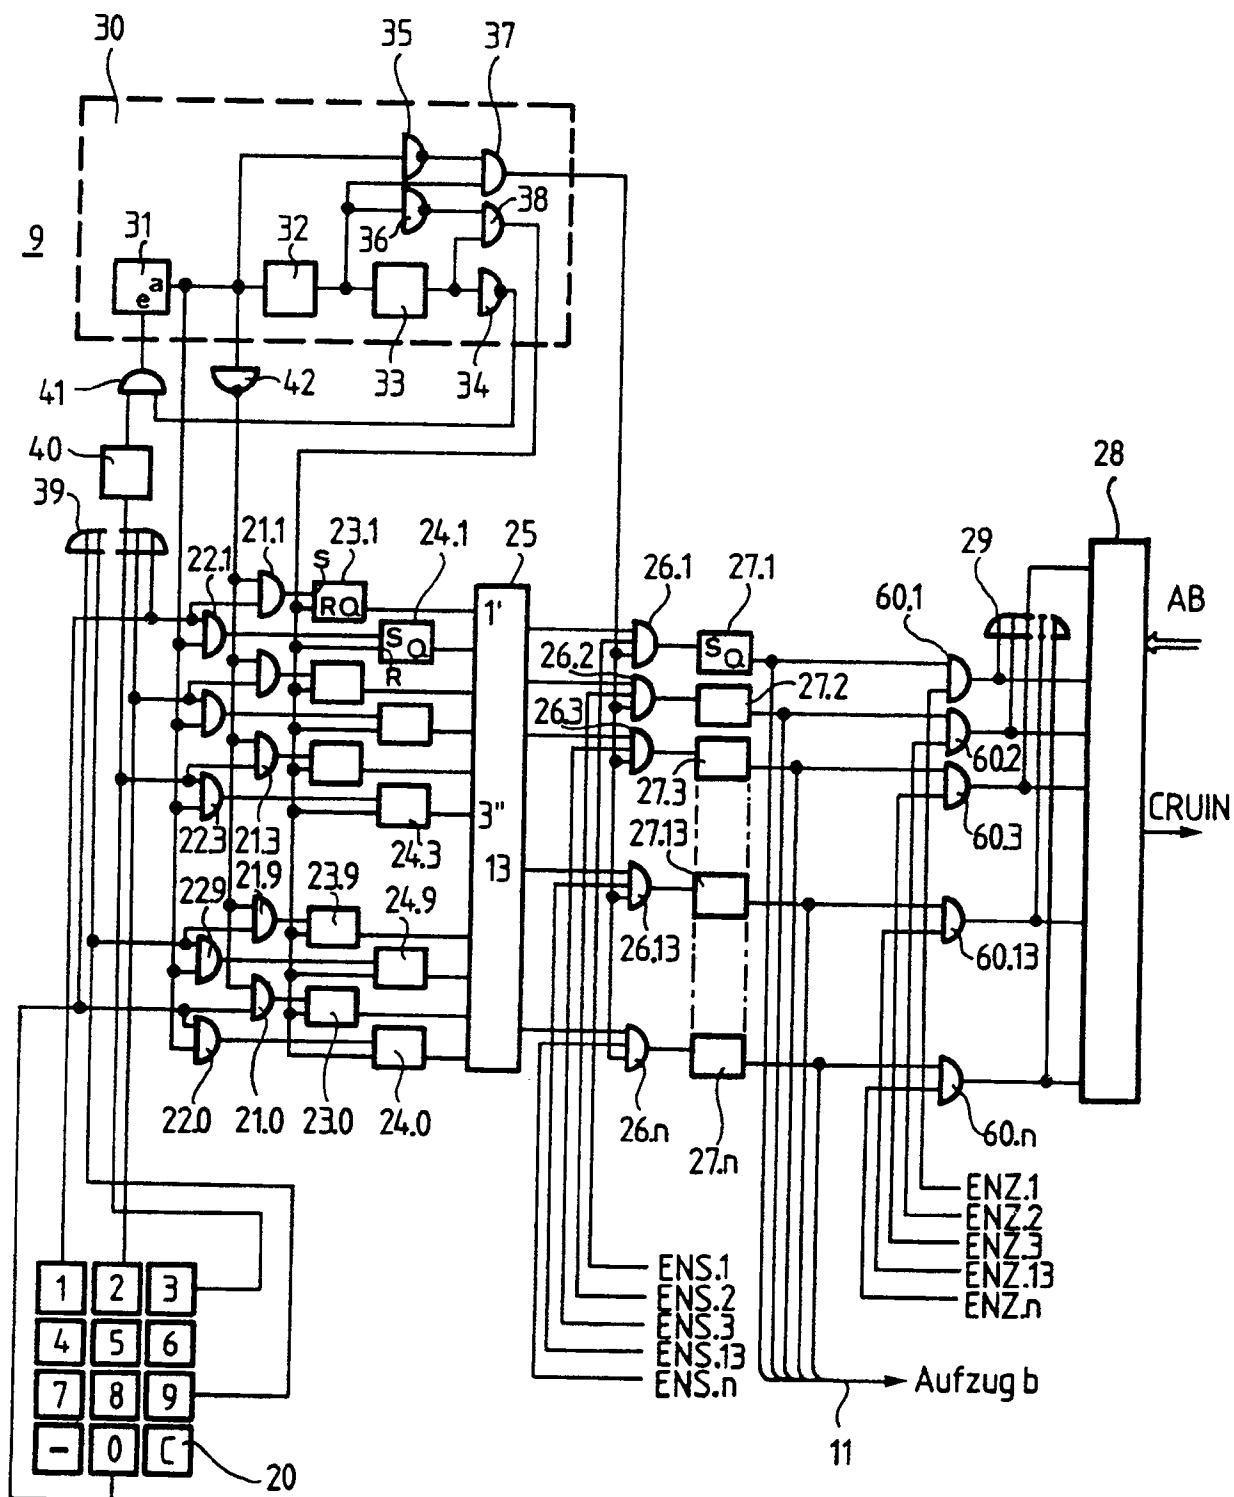 30
35
37
9
31
32
36
38
a
e
41
42
33
34
40
39
28
22.1
21.1
S
23.1
24.1
25
R Q
S
Q
R
1'
26.1
27.1
S
Q
29
60.1
AB
26.2
27.2
26.3
60.2
22.3
21.3
24.3
3"
27.3
60.3
CRUIN
13
27.13
22.9
21.9
23.9
24.9
26.13
60.13
22.0
21.0
23.0
24.0
26.n
27.n
60.n
ENZ.1
ENZ.2
ENZ.3
ENZ.13
ENZ.n
ENS.1
ENS.2
ENS.3
ENS.13
ENS.n
1 2 3
4 5 6
7 8 9
– 0 C
20
Aufzug b
11